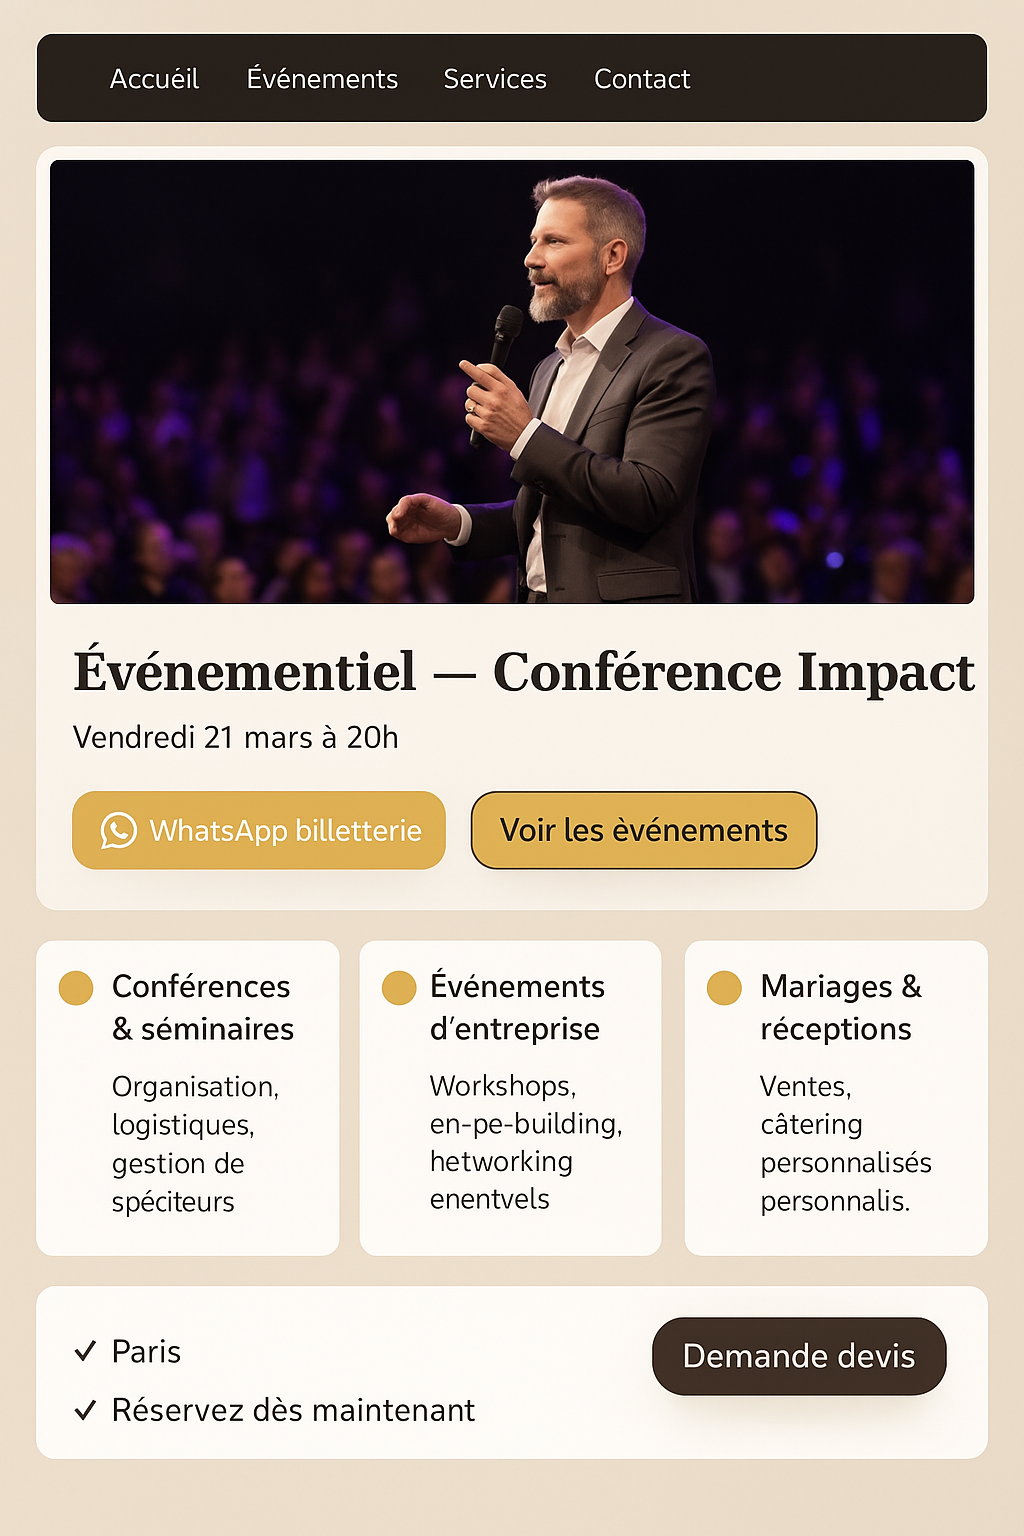 Accuéil Événements Services Contact
Événementiel — Conférence Impact
Vendredi 21 mars à 20h
WhatsApp billetterie
Voir les èvénements
Conférences
& séminaires
Organisation,
logistiques,
gestion de
spéciteurs
Événements
d'entreprise
Workshops,
en-pe-building,
hetworking
enentvels
Mariages &
réceptions
Ventes,
câtering
personnalisés
personnalis.
✓ Paris
✓ Réservez dès maintenant
Demande devis